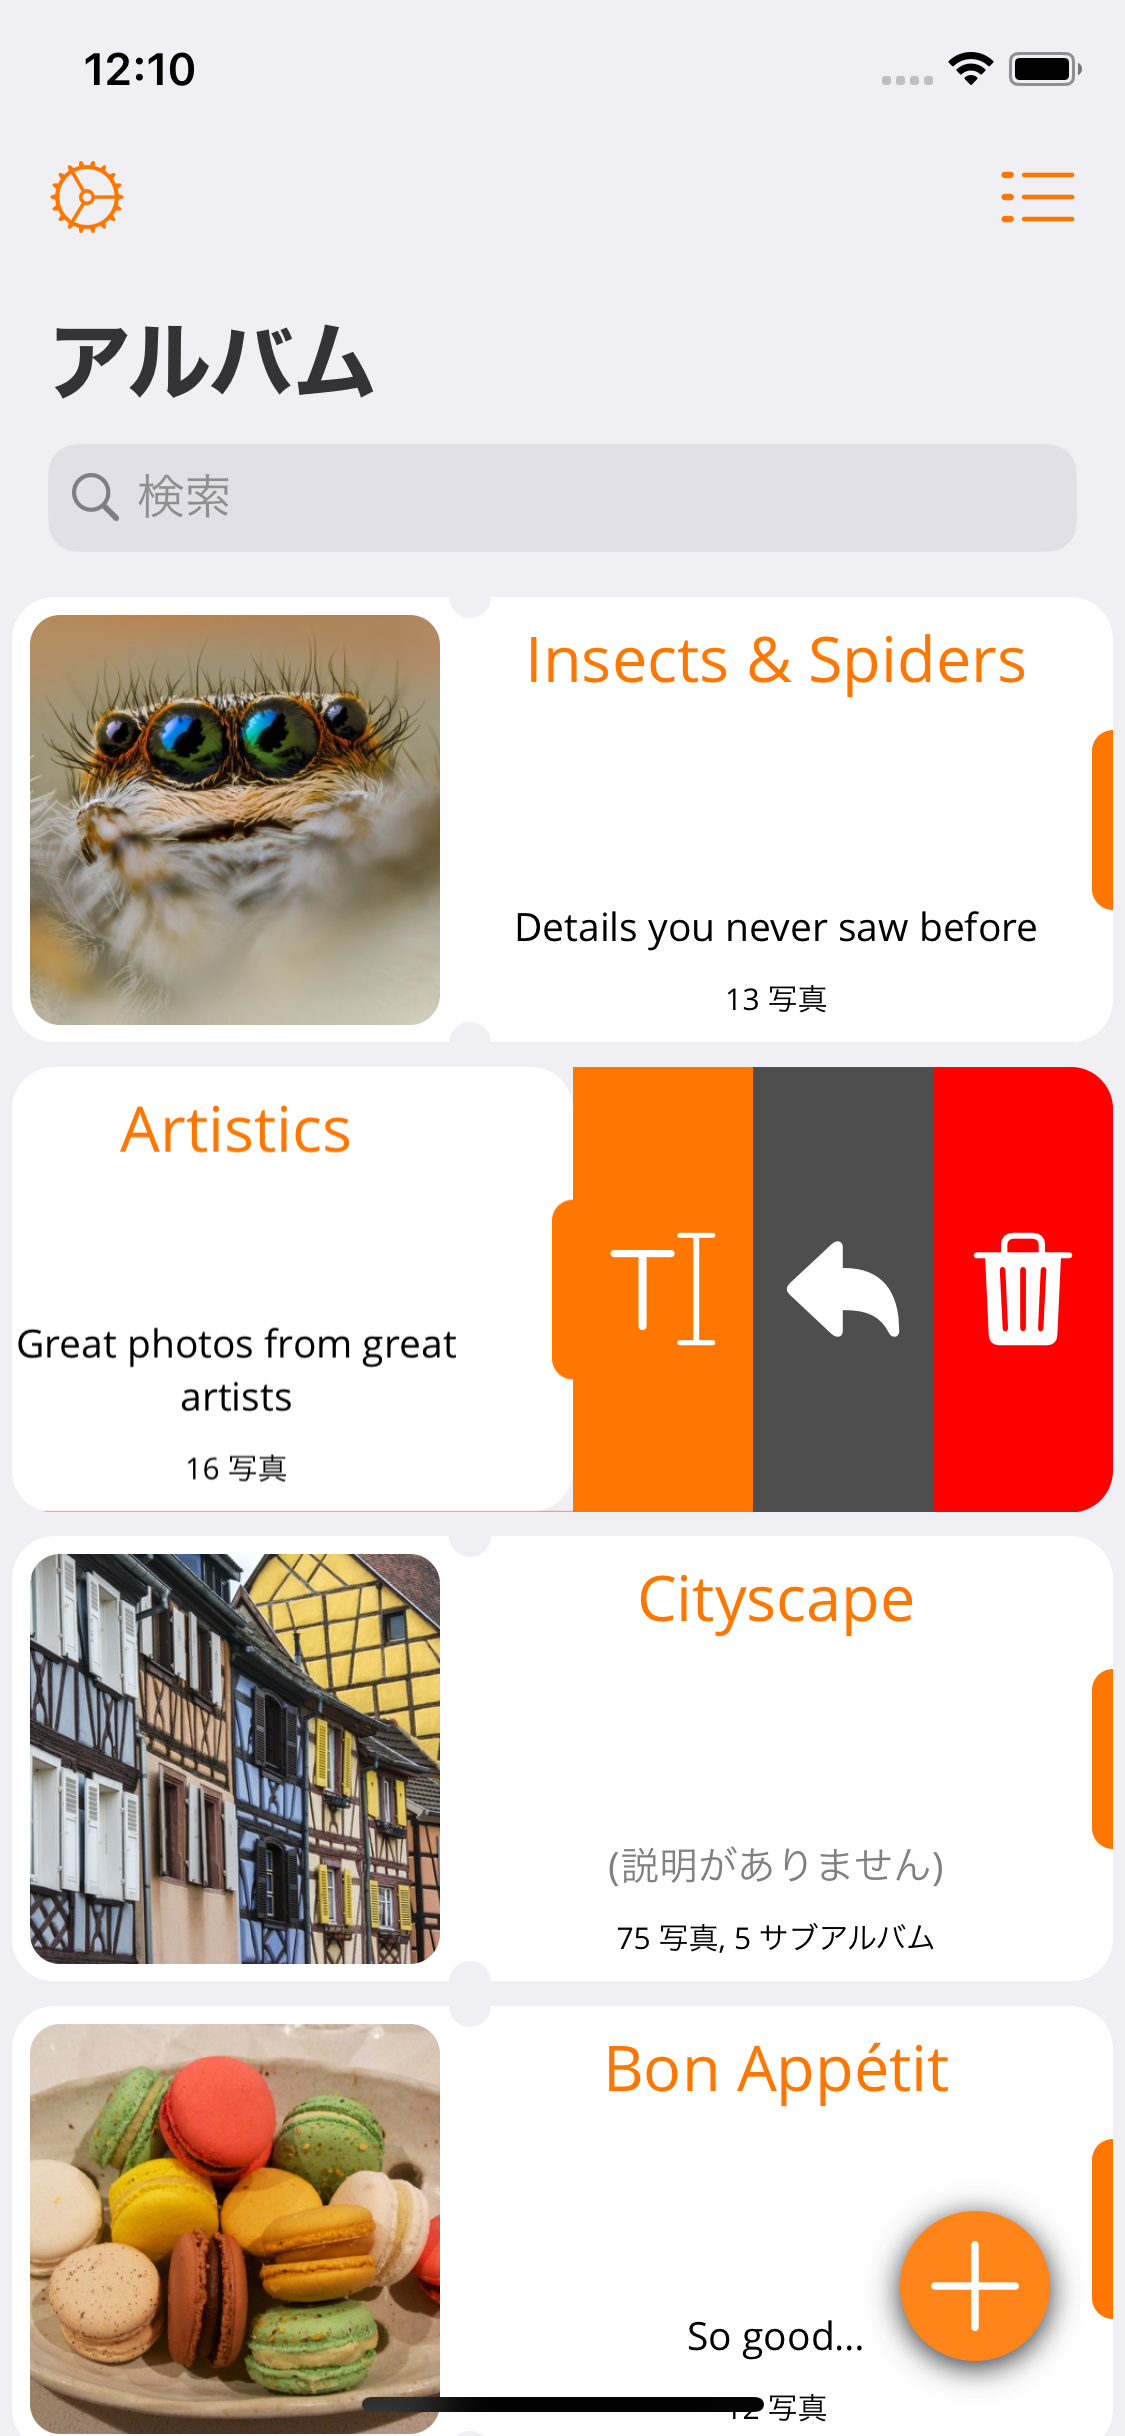 12:10
アルバム
検索
Insects & Spiders
Details you never saw before
13 写真
Artistics
Great photos from great
artists
16 写真
Cityscape
(説明がありません)
75 写真, 5 サブアルバム
Bon Appétit
So good...
12 写真